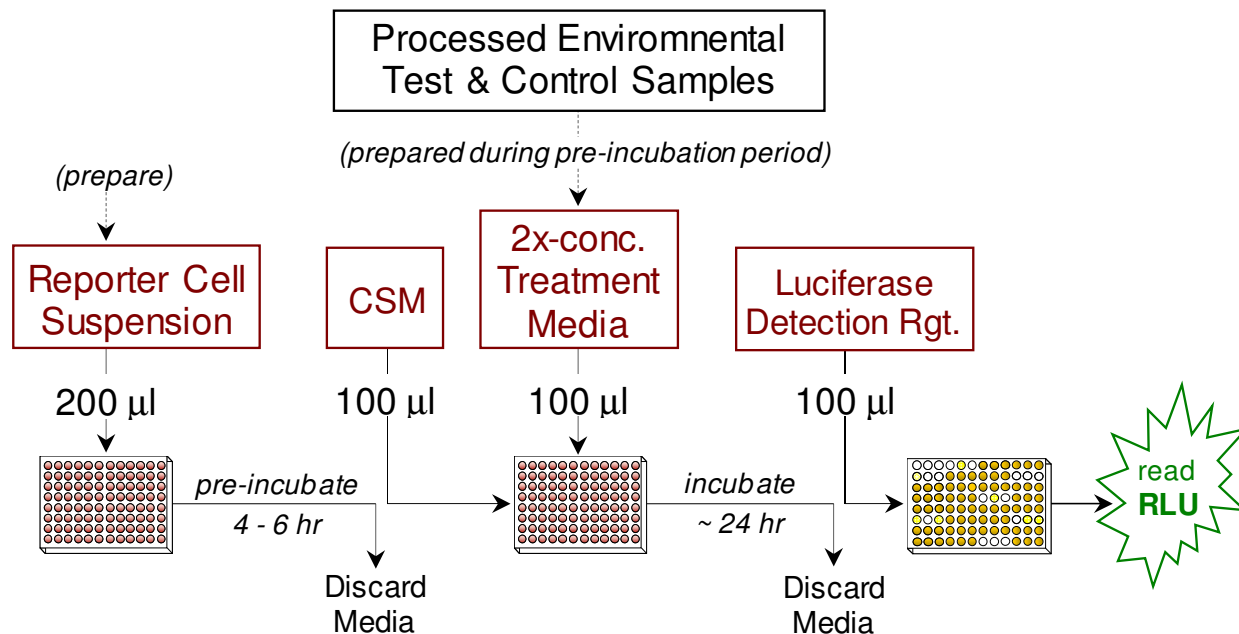 Processed Enviromnental
Test & Control Samples
(prepared during pre-incubation period)
(prepare)
Reporter Cell
Suspension
CSM
2x-conc.
Treatment
Media
Luciferase
Detection Rgt.
200 μl
100 μl
100 μl
100 μl
pre-incubate
4 - 6 hr
incubate
~ 24 hr
read
RLU
Discard
Media
Discard
Media